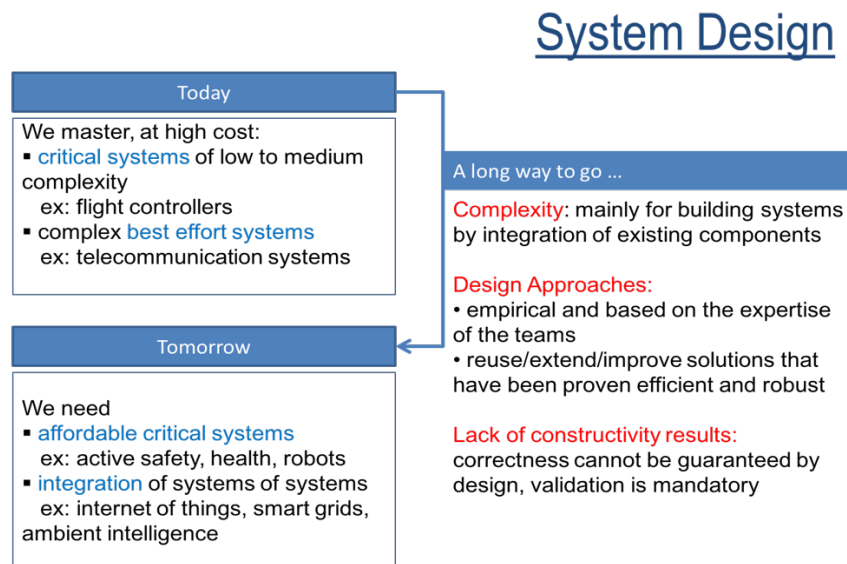 System Design
Today
We master, at high cost:
▪ critical systems of low to medium
complexity
ex: flight controllers
▪ complex best effort systems
ex: telecommunication systems
A long way to go ...
Complexity: mainly for building systems
by integration of existing components
Design Approaches:
• empirical and based on the expertise
of the teams
• reuse/extend/improve solutions that
have been proven efficient and robust
Lack of constructivity results:
correctness cannot be guaranteed by
design, validation is mandatory
Tomorrow
We need
▪ affordable critical systems
ex: active safety, health, robots
▪ integration of systems of systems
ex: internet of things, smart grids,
ambient intelligence